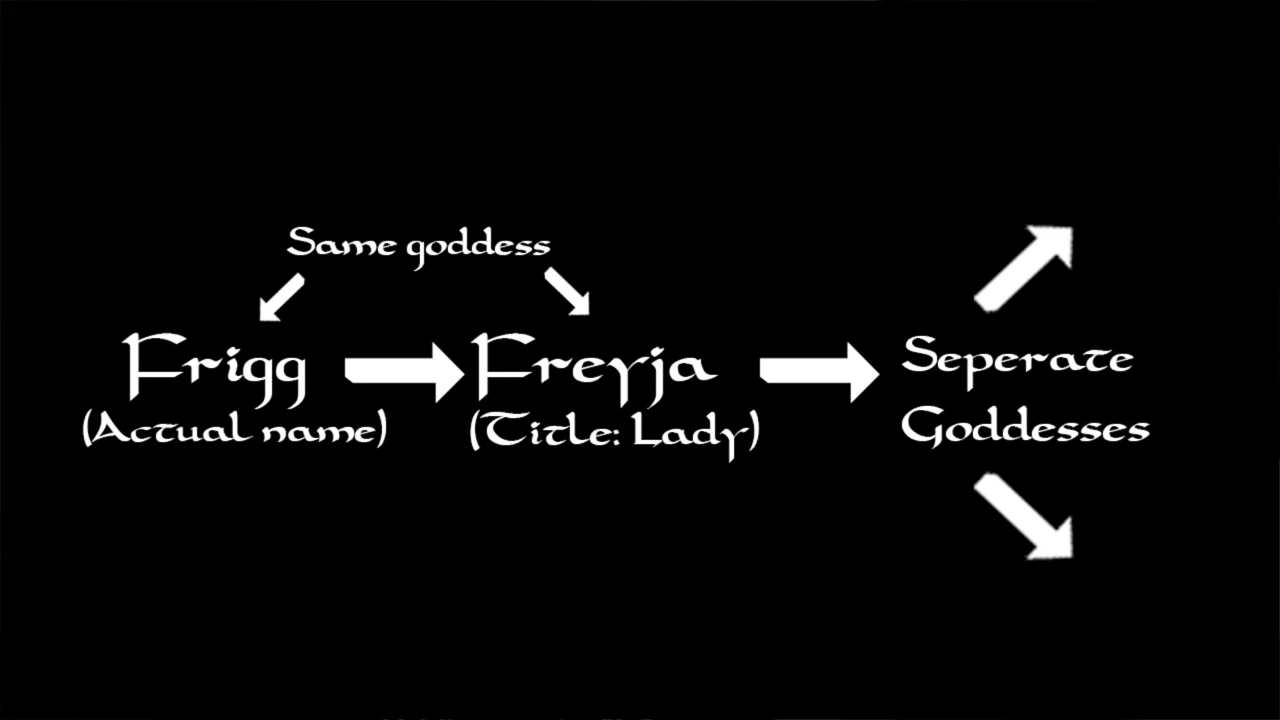 Same goddess
Frigg
(Actual name)
Freyja
(Title: Lady)
Seperate
Goddesses